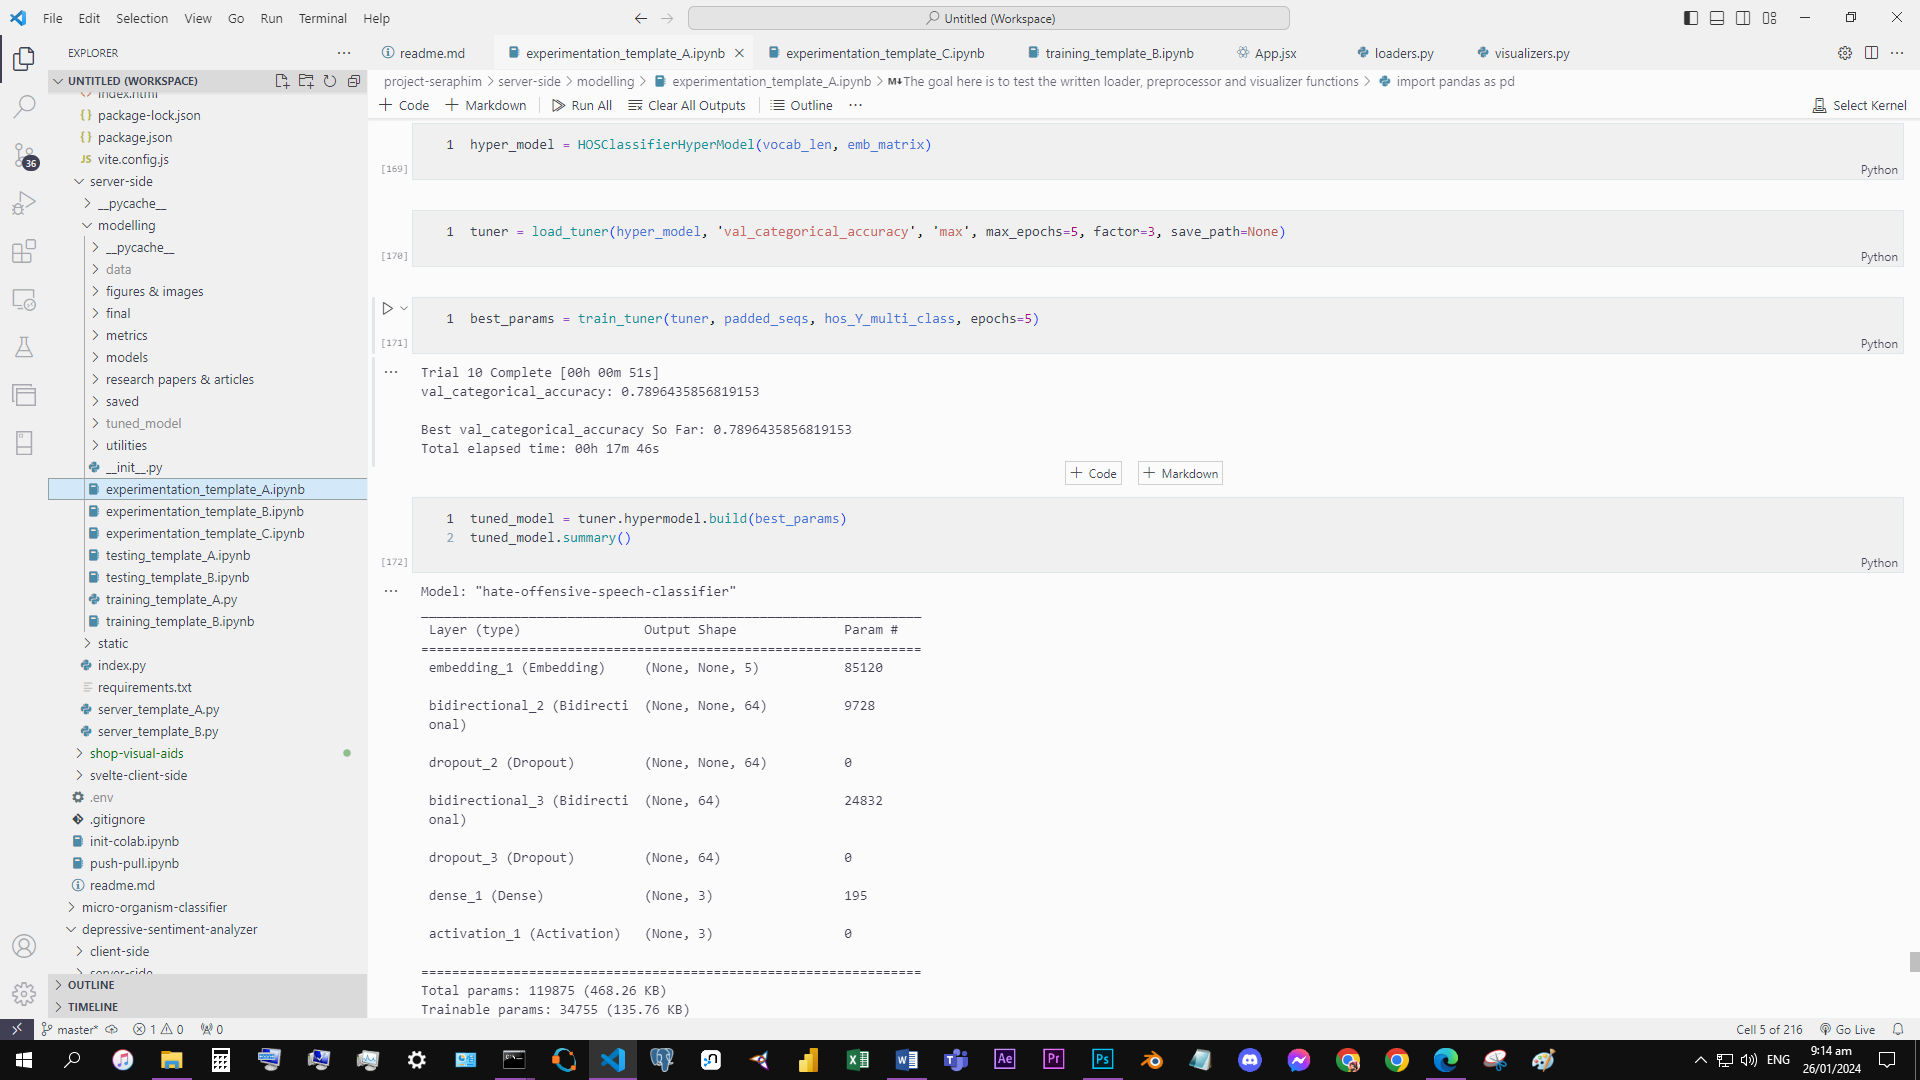 File Edit Selection View Go Run Terminal Help
Untitled (Workspace)
EXPLORER
UNTITLED (WORKSPACE)
index.html
package-lock.json
package.json
JS vite.config.js
server-side
__pycache__
modelling
__pycache__
data
figures & images
final
metrics
models
research papers & articles
saved
tuned_model
utilities
__init__.py
experimentation_template_A.ipynb
experimentation_template_B.ipynb
experimentation_template_C.ipynb
testing_template_A.ipynb
testing_template_B.ipynb
training_template_A.py
training_template_B.ipynb
static
index.py
requirements.txt
server_template_A.py
server_template_B.py
shop-visual-aids
svelte-client-side
.env
.gitignore
init-colab.ipynb
push-pull.ipynb
readme.md
micro-organism-classifier
depressive-sentiment-analyzer
client-side
server-side
OUTLINE
TIMELINE
36
readme.md experimentation_template_A.ipynb experimentation_template_C.ipynb training_template_B.ipynb App.jsx loaders.py visualizers.py
project-seraphim > server-side > modelling > experimentation_template_A.ipynb > M↓The goal here is to test the written loader, preprocessor and visualizer functions > import pandas as pd
+ Code + Markdown Run All Clear All Outputs Outline ... Select Kernel
1 hyper_model = HOSClassifierHyperModel(vocab_len, emb_matrix)
[169] Python
1 tuner = load_tuner(hyper_model, 'val_categorical_accuracy', 'max', max_epochs=5, factor=3, save_path=None)
[170] Python
1 best_params = train_tuner(tuner, padded_seqs, hos_Y_multi_class, epochs=5)
[171] Python
Trial 10 Complete [00h 00m 51s]
val_categorical_accuracy: 0.7896435856819153
Best val_categorical_accuracy So Far: 0.7896435856819153
Total elapsed time: 00h 17m 46s
+ Code + Markdown
1 tuned_model = tuner.hypermodel.build(best_params)
2 tuned_model.summary()
[172] Python
Model: "hate-offensive-speech-classifier"
_________________________________________________________________
Layer (type) Output Shape Param #
=================================================================
embedding_1 (Embedding) (None, None, 5) 85120
bidirectional_2 (Bidirecti (None, None, 64) 9728
onal)
dropout_2 (Dropout) (None, None, 64) 0
bidirectional_3 (Bidirecti (None, 64) 24832
onal)
dropout_3 (Dropout) (None, 64) 0
dense_1 (Dense) (None, 3) 195
activation_1 (Activation) (None, 3) 0
=================================================================
Total params: 119875 (468.26 KB)
Trainable params: 34755 (135.76 KB)
master* 1 0 0 Cell 5 of 216 Go Live
Ae Pr Ps ENG 9:14 am
26/01/2024